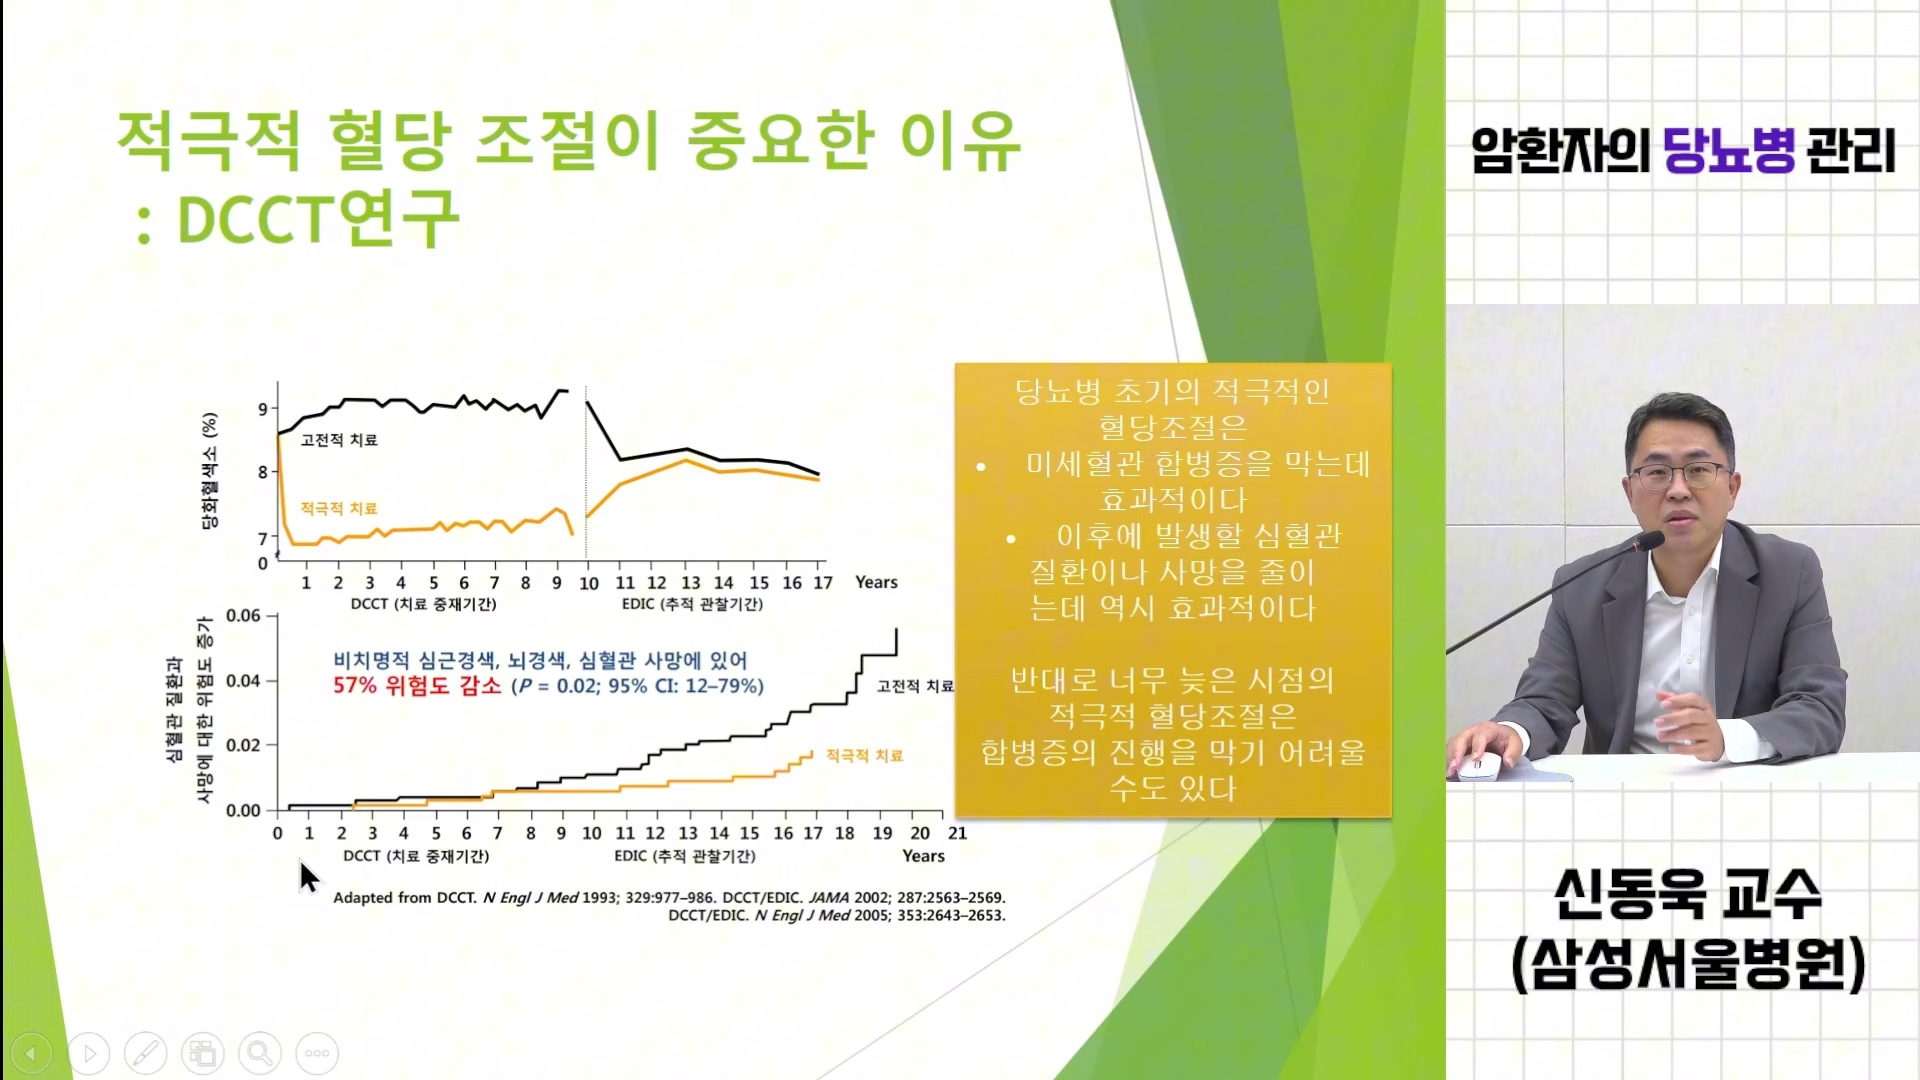 적극적 혈당 조절이 중요한 이유
: DCCT연구
당화혈색소 (%)
9
8
7
0
고전적 치료
적극적 치료
1 2 3 4 5 6 7 8 9 10 11 12 13 14 15 16 17 Years
DCCT (치료 중재기간)
EDIC (추적 관찰기간)
심혈관 질환과
사망에 대한 위험도 증가
0.06
0.04
0.02
0.00
비치명적 심근경색, 뇌경색, 심혈관 사망에 있어
57% 위험도 감소 (P = 0.02; 95% CI: 12–79%)
고전적 치료
적극적 치료
0 1 2 3 4 5 6 7 8 9 10 11 12 13 14 15 16 17 18 19 20 21
DCCT (치료 중재기간)
EDIC (추적 관찰기간)
Years
Adapted from DCCT. N Engl J Med 1993; 329:977–986. DCCT/EDIC. JAMA 2002; 287:2563–2569.
DCCT/EDIC. N Engl J Med 2005; 353:2643–2653.
당뇨병 초기의 적극적인
혈당조절은
• 미세혈관 합병증을 막는데
효과적이다
• 이후에 발생할 심혈관
질환이나 사망을 줄이
는데 역시 효과적이다
반대로 너무 늦은 시점의
적극적 혈당조절은
합병증의 진행을 막기 어려울
수도 있다
암환자의 당뇨병 관리
신동욱 교수
(삼성서울병원)